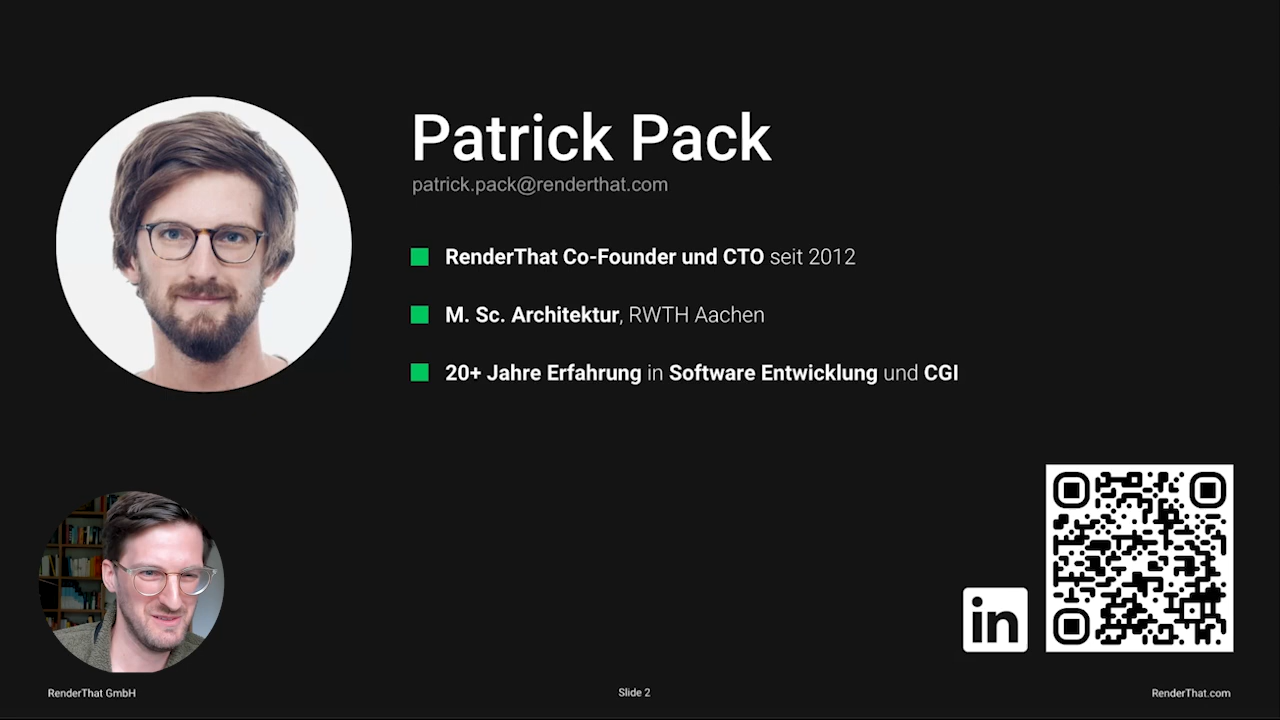 Patrick Pack
patrick.pack@renderthat.com
RenderThat Co-Founder und CTO seit 2012
M. Sc. Architektur, RWTH Aachen
20+ Jahre Erfahrung in Software Entwicklung und CGI
in
RenderThat GmbH
Slide 2
RenderThat.com